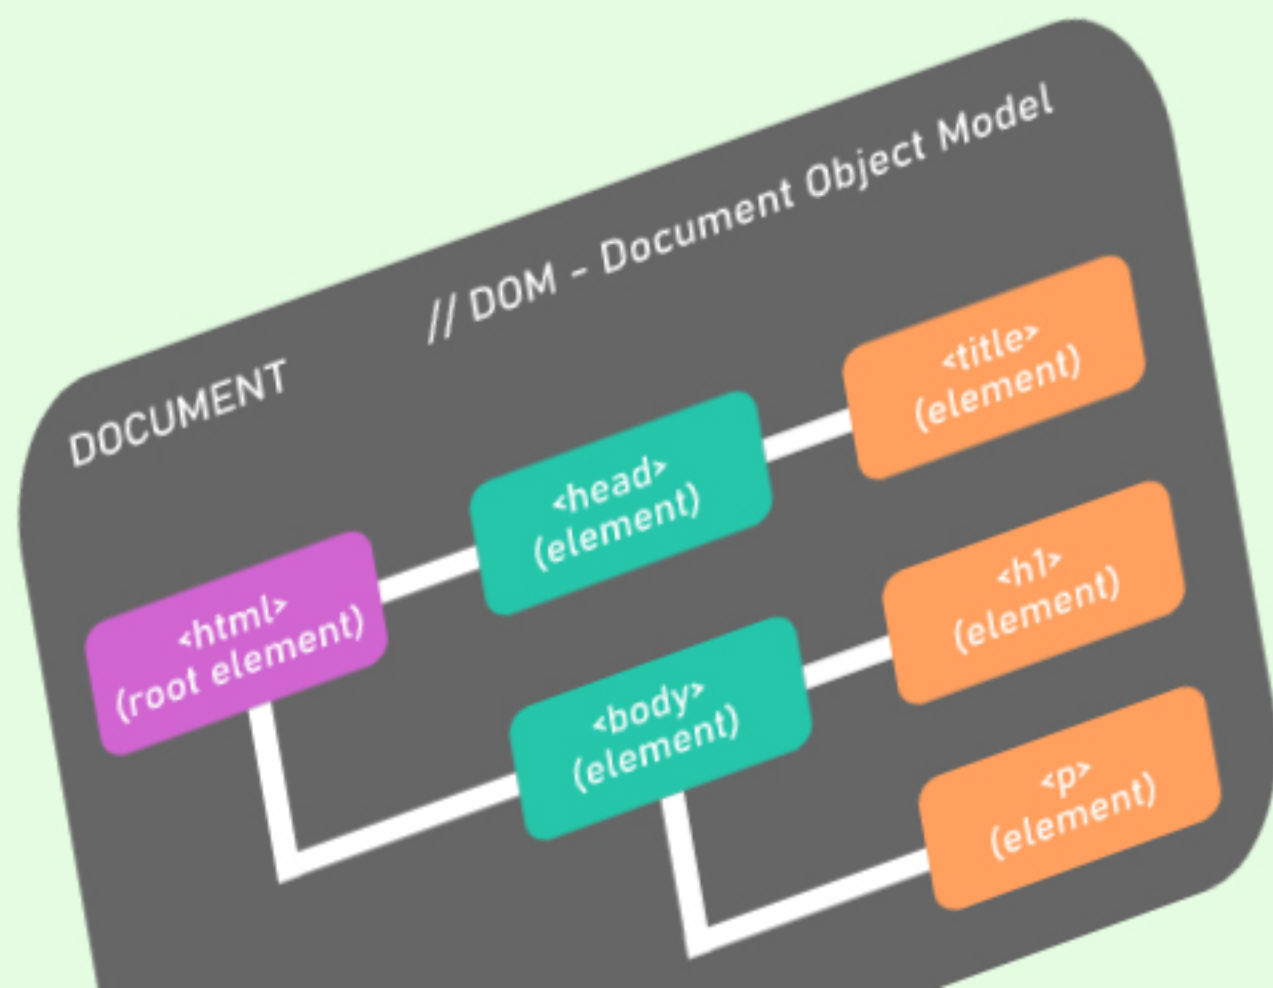 // DOM - Document Object Model
DOCUMENT
<title>
(element)
<head>
(element)
<html>
(root element)
<h1>
(element)
<body>
(element)
<p>
(element)